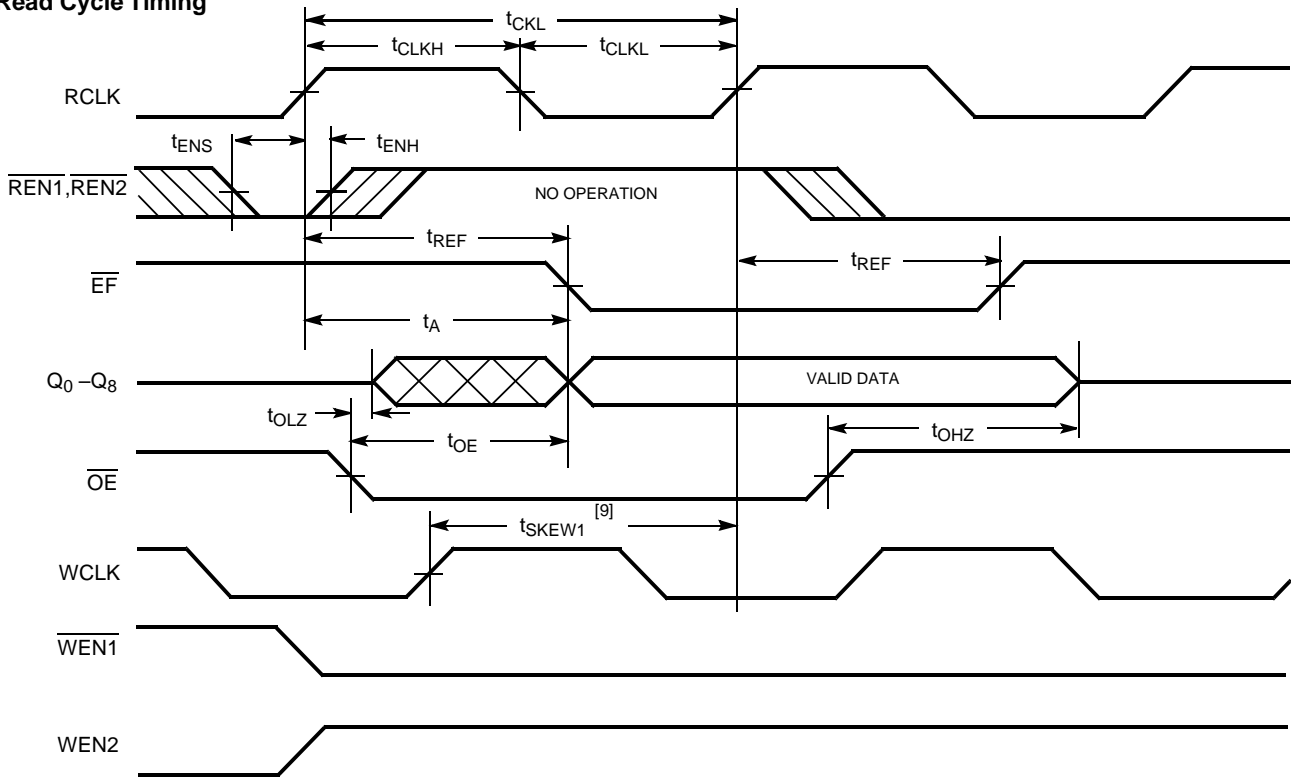 Read Cycle Timing
tCKL
tCLKH
tCLKL
RCLK
tENS
tENH
REN1,REN2
NO OPERATION
tREF
tREF
EF
tA
Q0 –Q8
VALID DATA
tOLZ
tOE
tOHZ
OE
tSKEW1 [9]
WCLK
WEN1
WEN2